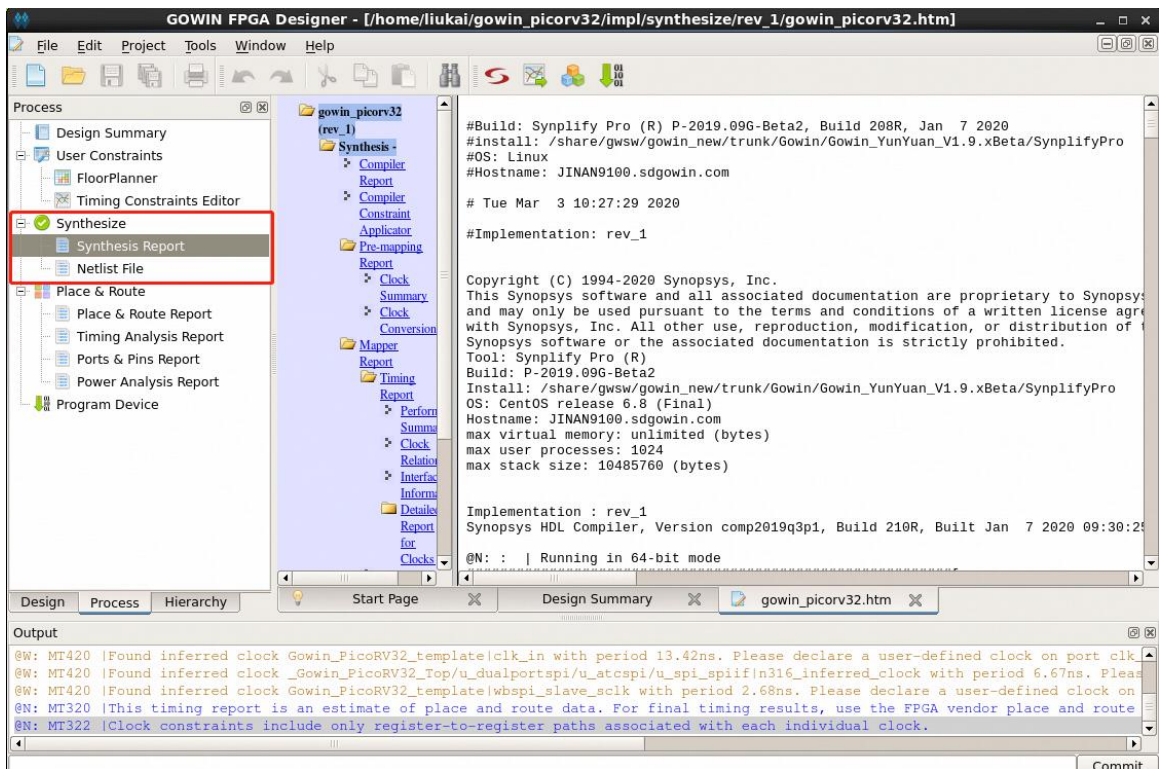 GOWIN FPGA Designer - [/home/liukai/gowin_picorv32/impl/synthesize/rev_1/gowin_picorv32.htm]
File Edit Project Tools Window Help
Process
Design Summary
User Constraints
FloorPlanner
Timing Constraints Editor
Synthesize
Synthesis Report
Netlist File
Place & Route
Place & Route Report
Timing Analysis Report
Ports & Pins Report
Power Analysis Report
Program Device
gowin_picorv32
(rev_1)
Synthesis -
Compiler
Report
Compiler
Constraint
Applicator
Pre-mapping
Report
Clock
Summary
Clock
Conversion
Mapper
Report
Timing
Report
Perforn
Summa
Clock
Relation
Interfac
Informa
Detailed
Report
for
Clocks
#Build: Synplify Pro (R) P-2019.09G-Beta2, Build 208R, Jan 7 2020
#install: /share/gwsw/gowin_new/trunk/Gowin/Gowin_YunYuan_V1.9.xBeta/SynplifyPro
#OS: Linux
#Hostname: JINAN9100.sdgowin.com
# Tue Mar 3 10:27:29 2020
#Implementation: rev_1
Copyright (C) 1994-2020 Synopsys, Inc.
This Synopsys software and all associated documentation are proprietary to Synopsys
and may only be used pursuant to the terms and conditions of a written license agre
with Synopsys, Inc. All other use, reproduction, modification, or distribution of t
Synopsys software or the associated documentation is strictly prohibited.
Tool: Synplify Pro (R)
Build: P-2019.09G-Beta2
Install: /share/gwsw/gowin_new/trunk/Gowin/Gowin_YunYuan_V1.9.xBeta/SynplifyPro
OS: CentOS release 6.8 (Final)
Hostname: JINAN9100.sdgowin.com
max virtual memory: unlimited (bytes)
max user processes: 1024
max stack size: 10485760 (bytes)
Implementation : rev_1
Synopsys HDL Compiler, Version comp2019q3p1, Build 210R, Built Jan 7 2020 09:30:25
@N: : | Running in 64-bit mode
Design Process Hierarchy
Start Page Design Summary gowin_picorv32.htm
Output
@W: MT420 |Found inferred clock Gowin_PicoRV32_template|clk_in with period 13.42ns. Please declare a user-defined clock on port clk_
@W: MT420 |Found inferred clock _Gowin_PicoRV32_Top/u_dualportspi/u_atcspi/u_spi_spiif|n316_inferred_clock with period 6.67ns. Pleas
@W: MT420 |Found inferred clock Gowin_PicoRV32_template|wbspi_slave_sclk with period 2.68ns. Please declare a user-defined clock on
@N: MT320 |This timing report is an estimate of place and route data. For final timing results, use the FPGA vendor place and route
@N: MT322 |Clock constraints include only register-to-register paths associated with each individual clock.
Commit